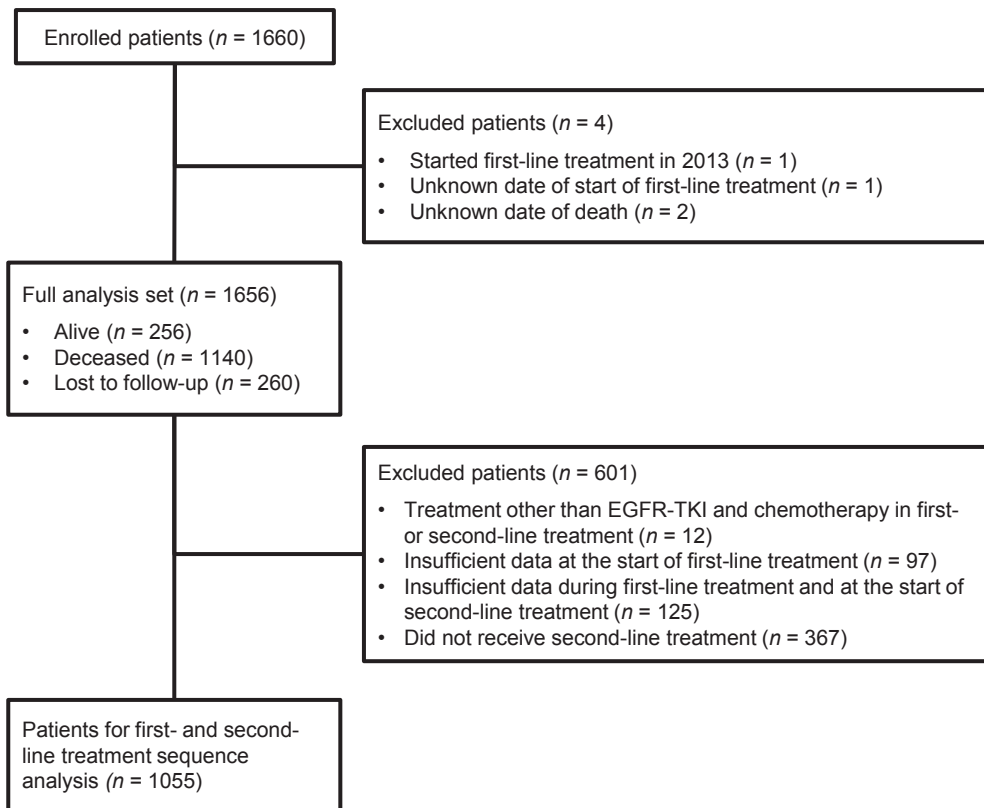 Enrolled patients (n = 1660)
Excluded patients (n = 4)
• Started first-line treatment in 2013 (n = 1)
• Unknown date of start of first-line treatment (n = 1)
• Unknown date of death (n = 2)
Full analysis set (n = 1656)
• Alive (n = 256)
• Deceased (n = 1140)
• Lost to follow-up (n = 260)
Excluded patients (n = 601)
• Treatment other than EGFR-TKI and chemotherapy in first-
or second-line treatment (n = 12)
• Insufficient data at the start of first-line treatment (n = 97)
• Insufficient data during first-line treatment and at the start of
second-line treatment (n = 125)
• Did not receive second-line treatment (n = 367)
Patients for first- and second-
line treatment sequence
analysis (n = 1055)